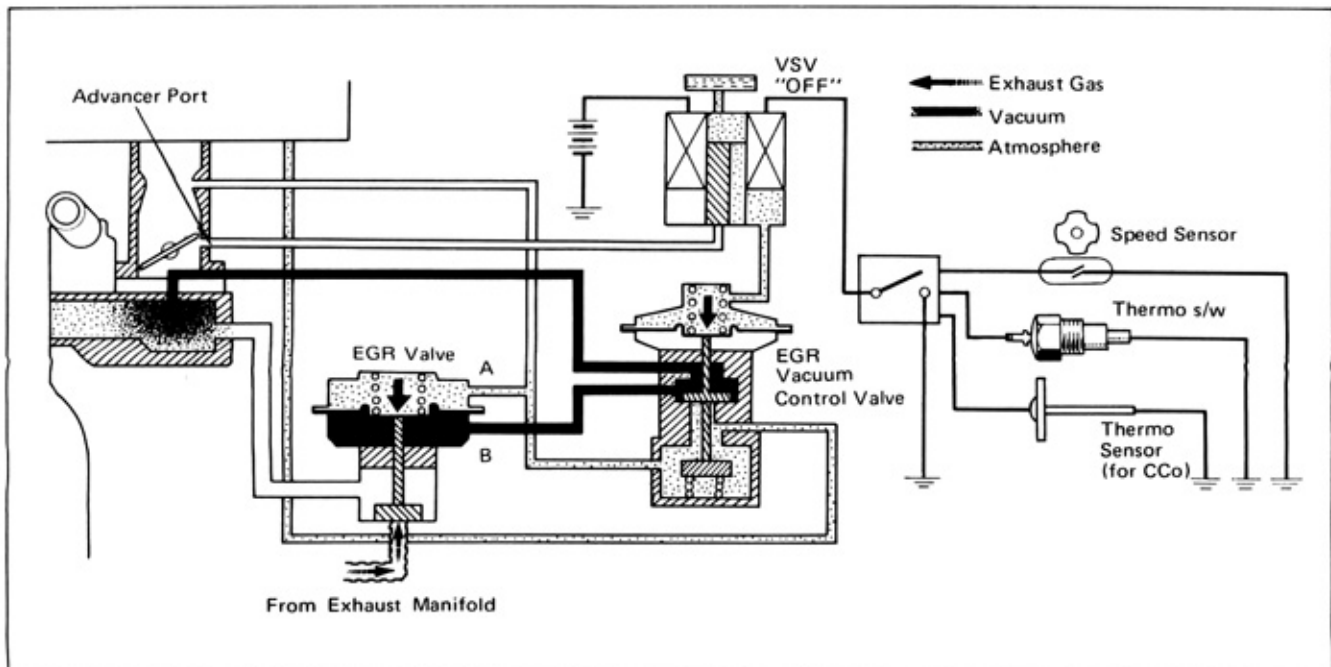 Advancer Port
VSV
"OFF"
Exhaust Gas
Vacuum
Atmosphere
Speed Sensor
Thermo s/w
EGR Valve
A
B
EGR
Vacuum
Control Valve
Thermo
Sensor
(for CCo)
From Exhaust Manifold